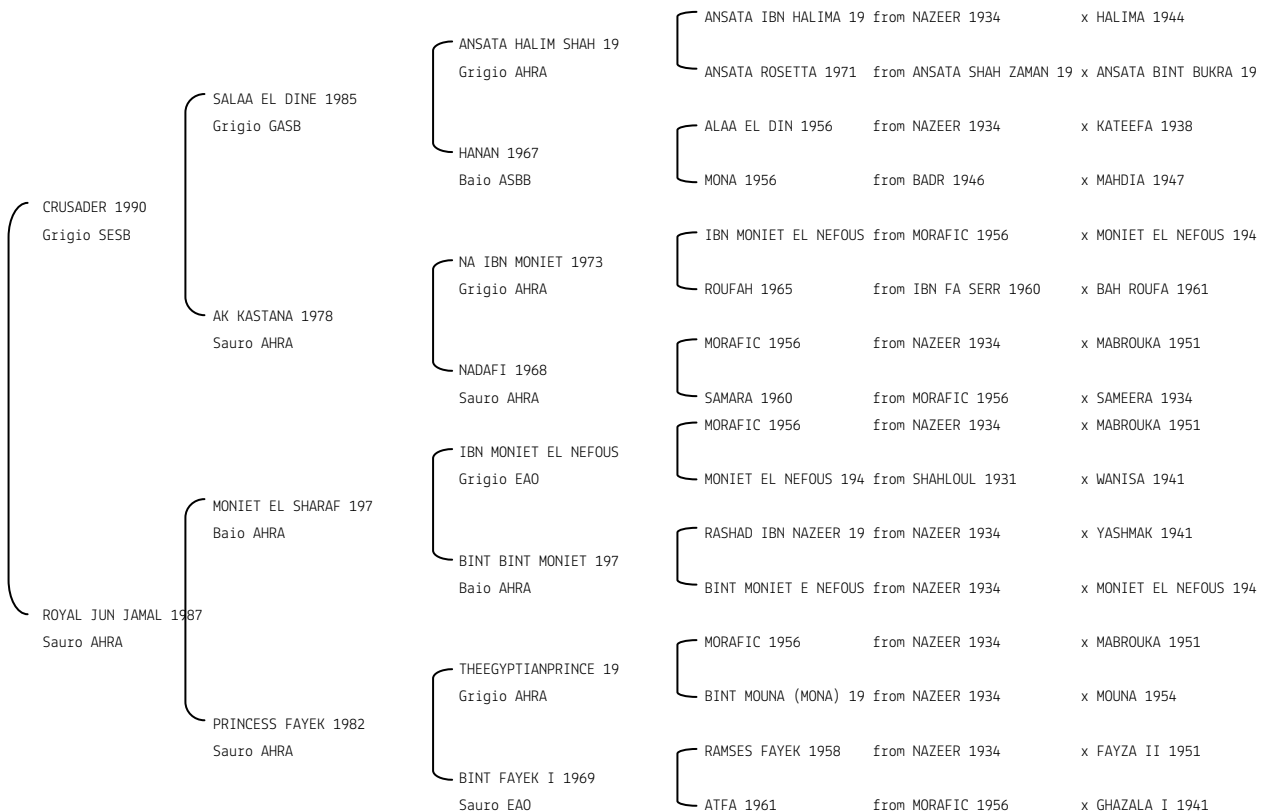 ANSATA IBN HALIMA 19 from NAZEER 1934 x HALIMA 1944
ANSATA HALIM SHAH 19
Grigio AHRA
ANSATA ROSETTA 1971 from ANSATA SHAH ZAMAN 19 x ANSATA BINT BUKRA 19
SALAA EL DINE 1985
Grigio GASB
ALAA EL DIN 1956 from NAZEER 1934 x KATEEFA 1938
HANAN 1967
Baio ASBB
MONA 1956 from BADR 1946 x MAHDIA 1947
CRUSADER 1990
Grigio SESB
IBN MONIET EL NEFOUS from MORAFIC 1956 x MONIET EL NEFOUS 194
NA IBN MONIET 1973
Grigio AHRA
ROUFAH 1965 from IBN FA SERR 1960 x BAH ROUFA 1961
AK KASTANA 1978
Sauro AHRA
MORAFIC 1956 from NAZEER 1934 x MABROUKA 1951
NADAFI 1968
Sauro AHRA
SAMARA 1960 from MORAFIC 1956 x SAMEERA 1934
MORAFIC 1956 from NAZEER 1934 x MABROUKA 1951
IBN MONIET EL NEFOUS
Grigio EAO
MONIET EL NEFOUS 194 from SHAHLOUL 1931 x WANISA 1941
MONIET EL SHARAF 197
Baio AHRA
RASHAD IBN NAZEER 19 from NAZEER 1934 x YASHMAK 1941
BINT BINT MONIET 197
Baio AHRA
BINT MONIET E NEFOUS from NAZEER 1934 x MONIET EL NEFOUS 194
ROYAL JUN JAMAL 1987
Sauro AHRA
MORAFIC 1956 from NAZEER 1934 x MABROUKA 1951
THEEGYPTIANPRINCE 19
Grigio AHRA
BINT MOUNA (MONA) 19 from NAZEER 1934 x MOUNA 1954
PRINCESS FAYEK 1982
Sauro AHRA
RAMSES FAYEK 1958 from NAZEER 1934 x FAYZA II 1951
BINT FAYEK I 1969
Sauro EAO
ATFA 1961 from MORAFIC 1956 x GHAZALA I 1941